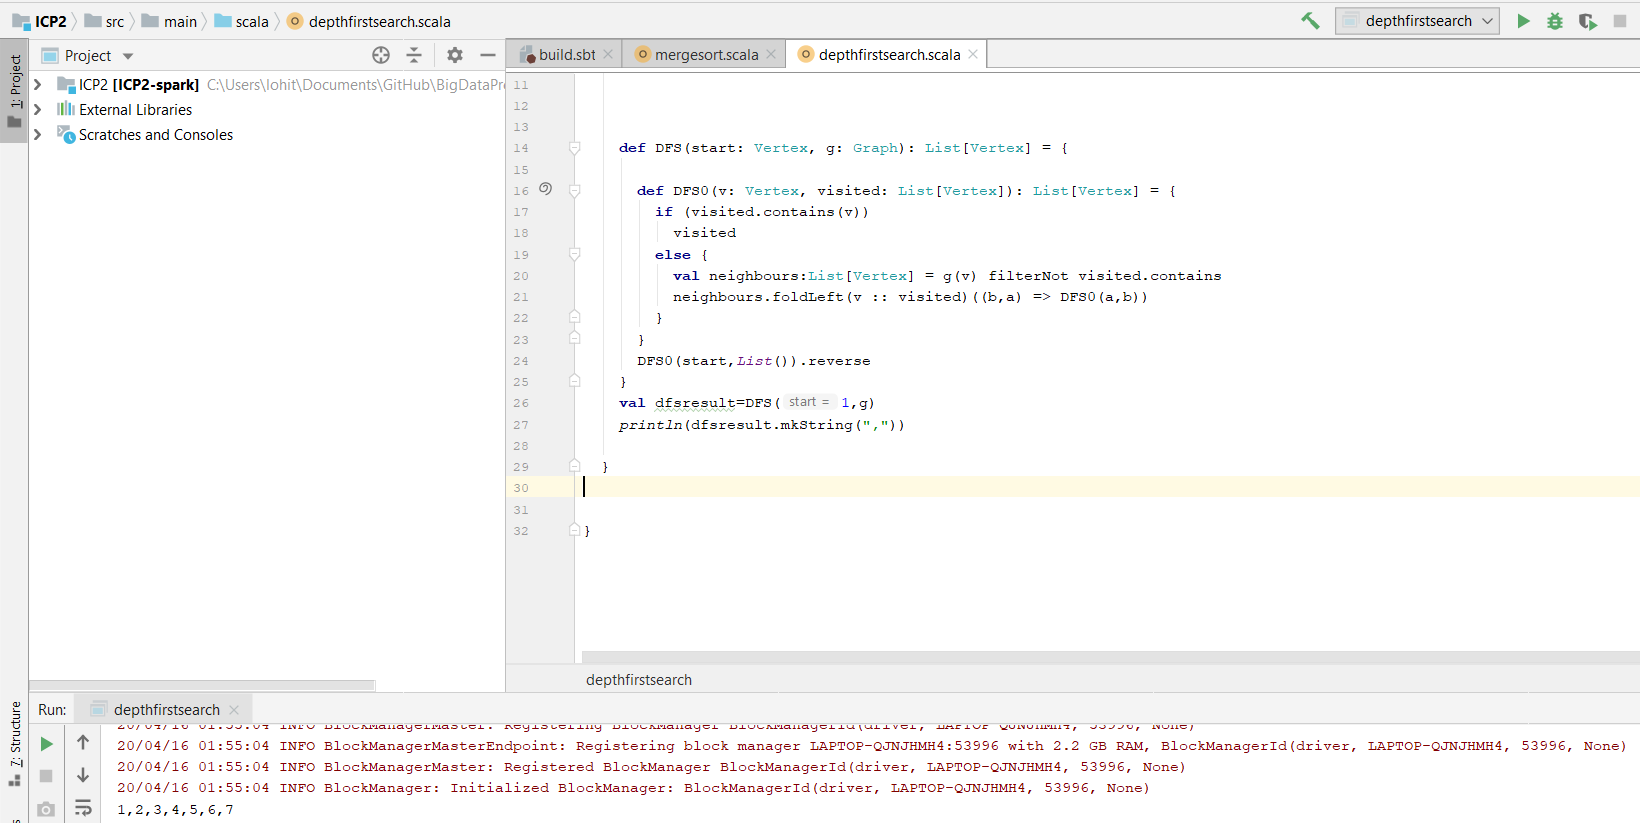 ICP2 src main scala depthfirstsearch.scala depthfirstsearch
1: Project
Project
build.sbt mergesort.scala depthfirstsearch.scala
ICP2 [ICP2-spark] C:\Users\lohit\Documents\GitHub\BigDataPr
External Libraries
Scratches and Consoles
11
12
13
14 def DFS(start: Vertex, g: Graph): List[Vertex] = {
15
16 def DFS0(v: Vertex, visited: List[Vertex]): List[Vertex] = {
17 if (visited.contains(v))
18 visited
19 else {
20 val neighbours:List[Vertex] = g(v) filterNot visited.contains
21 neighbours.foldLeft(v :: visited)((b,a) => DFS0(a,b))
22 }
23 }
24 DFS0(start,List()).reverse
25 }
26 val dfsresult=DFS( start = 1,g)
27 println(dfsresult.mkString(","))
28
29 }
30
31
32 }
depthfirstsearch
7: Structure
Run: depthfirstsearch
20/04/16 01:55:04 INFO BlockManagerMaster: Registering BlockManager BlockManagerId(driver, LAPTOP-QJNJHMH4, 53996, None)
20/04/16 01:55:04 INFO BlockManagerMasterEndpoint: Registering block manager LAPTOP-QJNJHMH4:53996 with 2.2 GB RAM, BlockManagerId(driver, LAPTOP-QJNJHMH4, 53996, None)
20/04/16 01:55:04 INFO BlockManagerMaster: Registered BlockManager BlockManagerId(driver, LAPTOP-QJNJHMH4, 53996, None)
20/04/16 01:55:04 INFO BlockManager: Initialized BlockManager: BlockManagerId(driver, LAPTOP-QJNJHMH4, 53996, None)
1,2,3,4,5,6,7